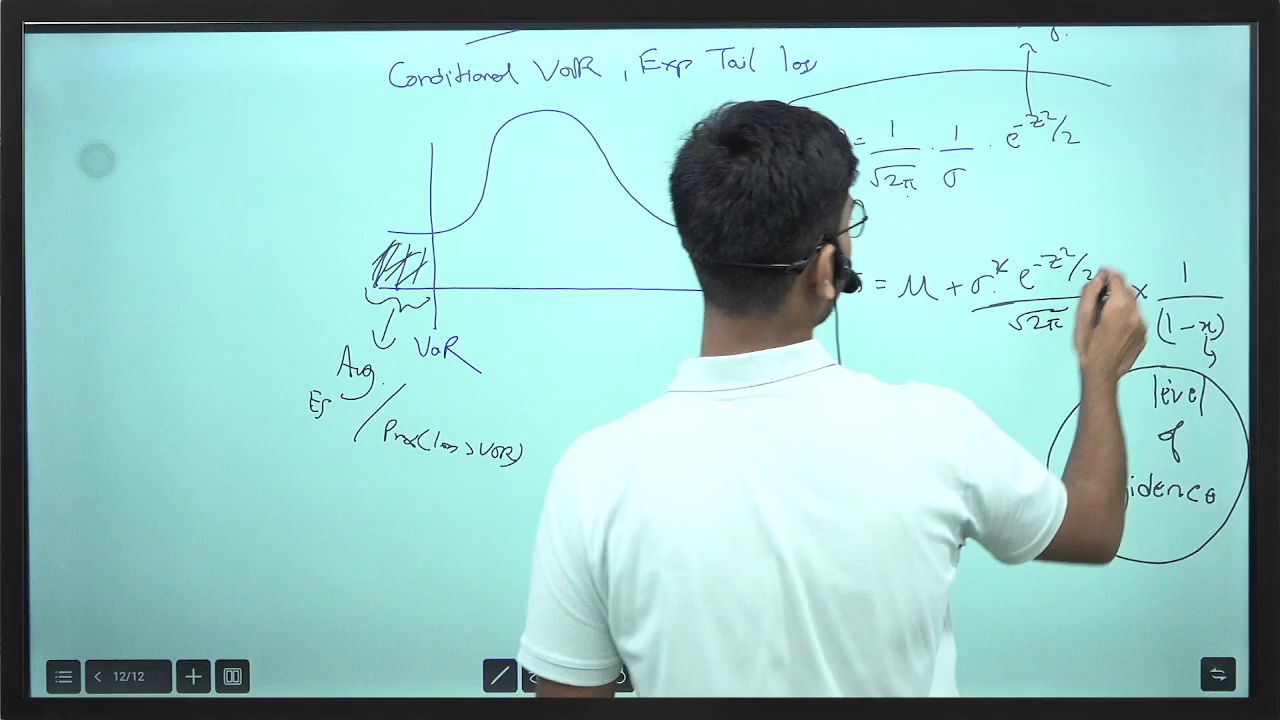 Conditional VaR, Exp Tail loss
= 1/√2π · 1/σ · e^-z²/2
= μ + σ * e^-z²/2 / √2π × 1/(1-x)
level
of
idence
VaR
Avg.
ES
Prob(loss > VaR)
12/12